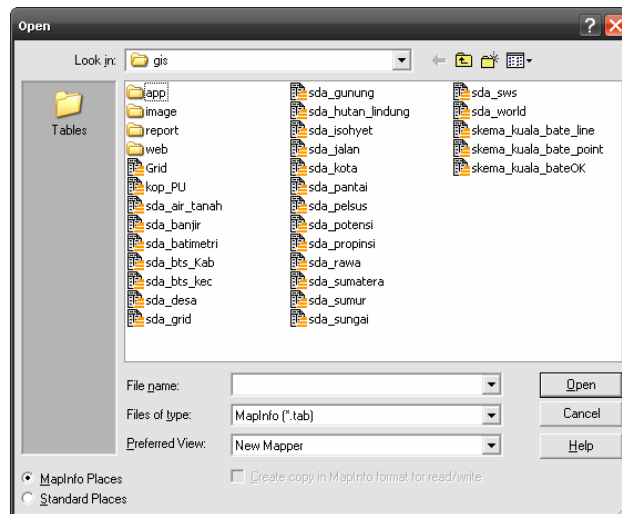 Open
Look in: gis
Tables
app
image
report
web
Grid
kop_PU
sda_air_tanah
sda_banjir
sda_batimetri
sda_bts_Kab
sda_bts_kec
sda_desa
sda_grid
sda_gunung
sda_hutan_lindung
sda_isohyet
sda_jalan
sda_kota
sda_pantai
sda_pelsus
sda_potensi
sda_propinsi
sda_rawa
sda_sumatera
sda_sumur
sda_sungai
sda_sws
sda_world
skema_kuala_bate_line
skema_kuala_bate_point
skema_kuala_bateOK
File name:
Open
Files of type: MapInfo (*.tab)
Cancel
Preferred View: New Mapper
Help
MapInfo Places
Create copy in MapInfo format for read/write
Standard Places